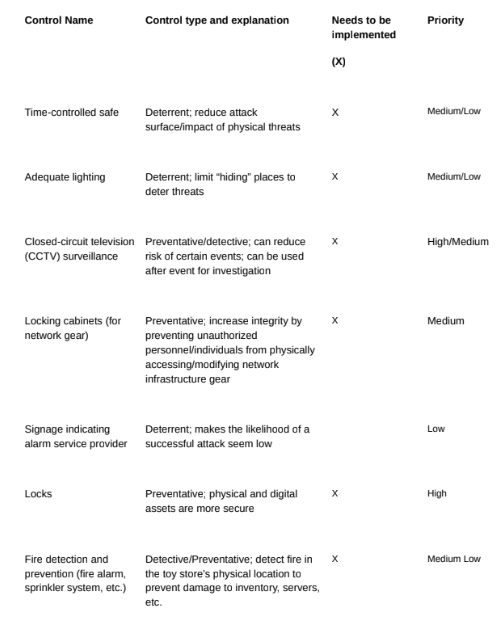 Control Name Control type and explanation Needs to be Priority
implemented
(X)
Time-controlled safe Deterrent; reduce attack X Medium/Low
surface/impact of physical threats
Adequate lighting Deterrent; limit “hiding” places to X Medium/Low
deter threats
Closed-circuit television Preventative/detective; can reduce X High/Medium
(CCTV) surveillance risk of certain events; can be used
after event for investigation
Locking cabinets (for Preventative; increase integrity by X Medium
network gear) preventing unauthorized
personnel/individuals from physically
accessing/modifying network
infrastructure gear
Signage indicating Deterrent; makes the likelihood of a Low
alarm service provider successful attack seem low
Locks Preventative; physical and digital X High
assets are more secure
Fire detection and Detective/Preventative; detect fire in X Medium Low
prevention (fire alarm, the toy store’s physical location to
sprinkler system, etc.) prevent damage to inventory, servers,
etc.